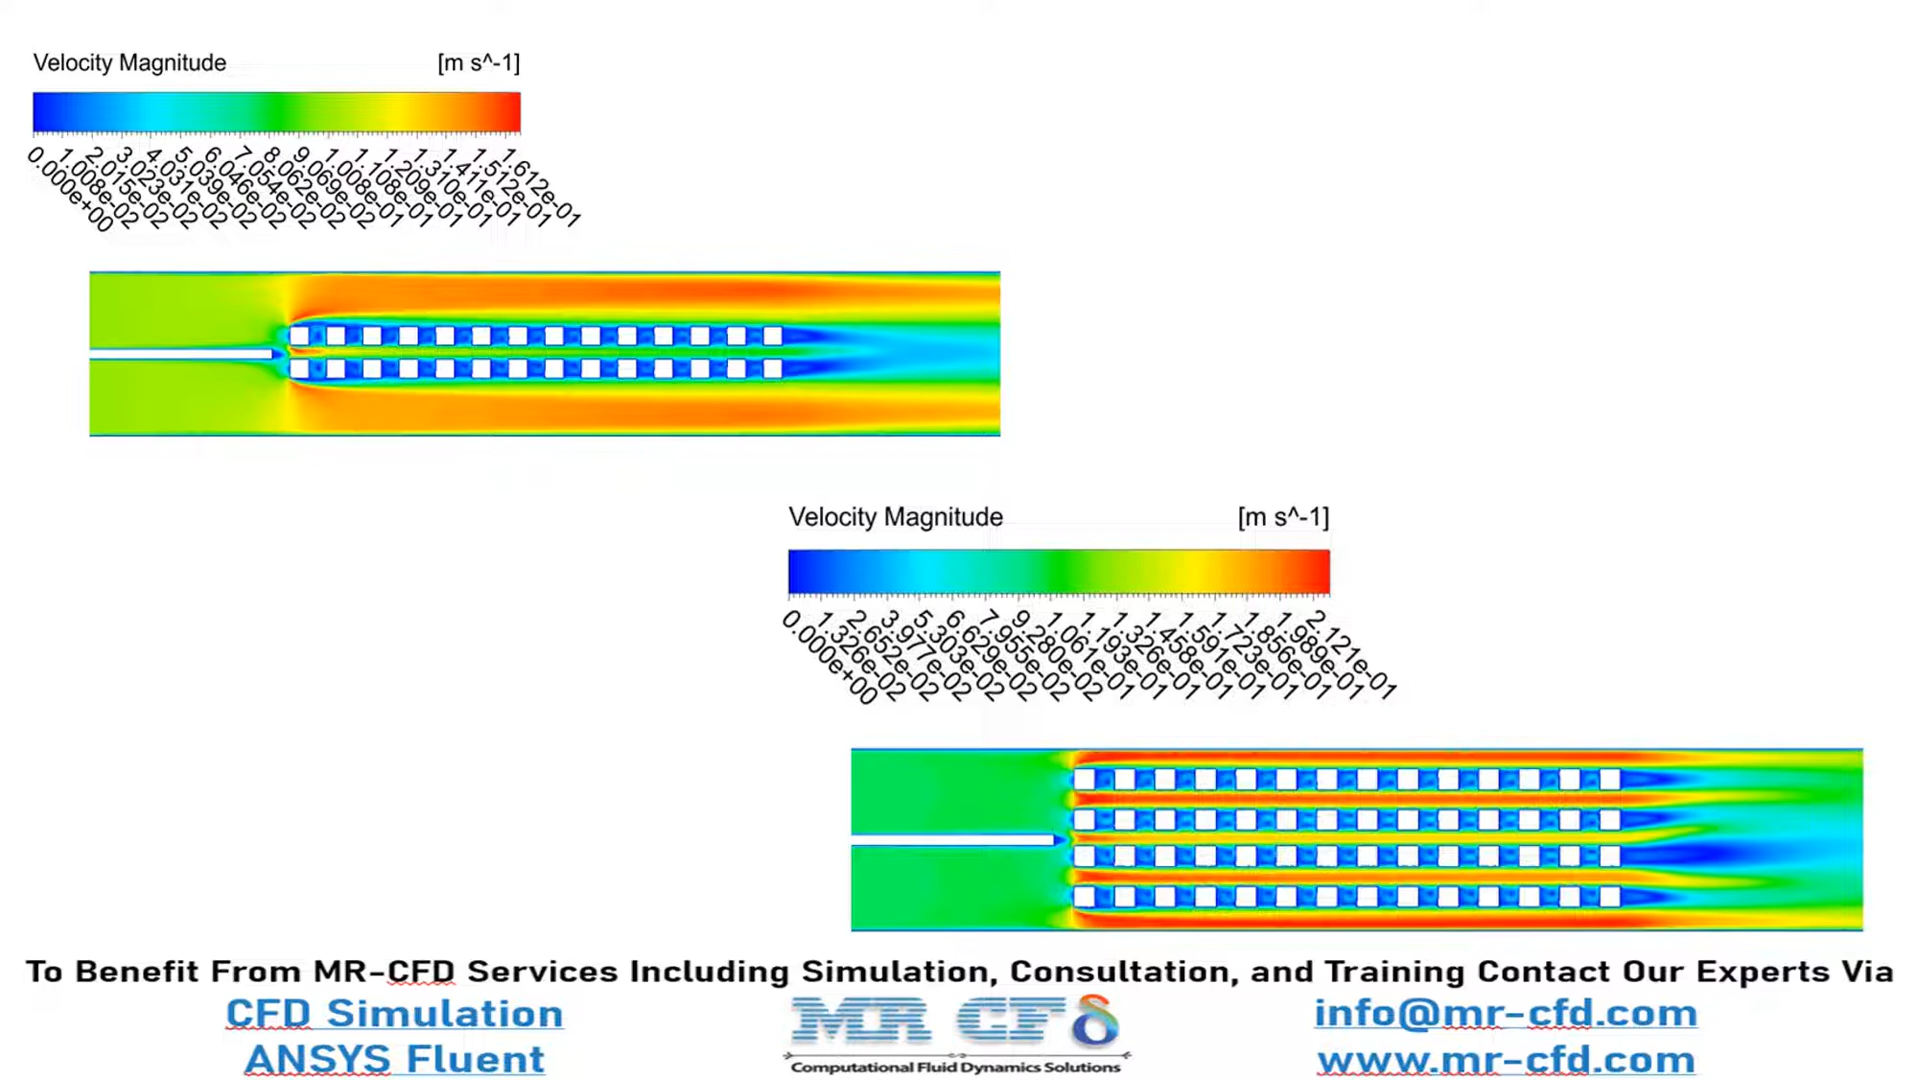 Velocity Magnitude [m s^-1]
0.000e+00
1.008e-02
2.015e-02
3.023e-02
4.031e-02
5.039e-02
6.046e-02
7.054e-02
8.062e-02
9.069e-02
1.008e-01
1.108e-01
1.209e-01
1.310e-01
1.411e-01
1.512e-01
1.612e-01
Velocity Magnitude [m s^-1]
0.000e+00
1.326e-02
2.652e-02
3.977e-02
5.303e-02
6.629e-02
7.955e-02
9.280e-02
1.061e-01
1.193e-01
1.326e-01
1.458e-01
1.591e-01
1.723e-01
1.856e-01
1.989e-01
2.121e-01
To Benefit From MR-CFD Services Including Simulation, Consultation, and Training Contact Our Experts Via
CFD Simulation
ANSYS Fluent
MR CFδ
Computational Fluid Dynamics Solutions
info@mr-cfd.com
www.mr-cfd.com